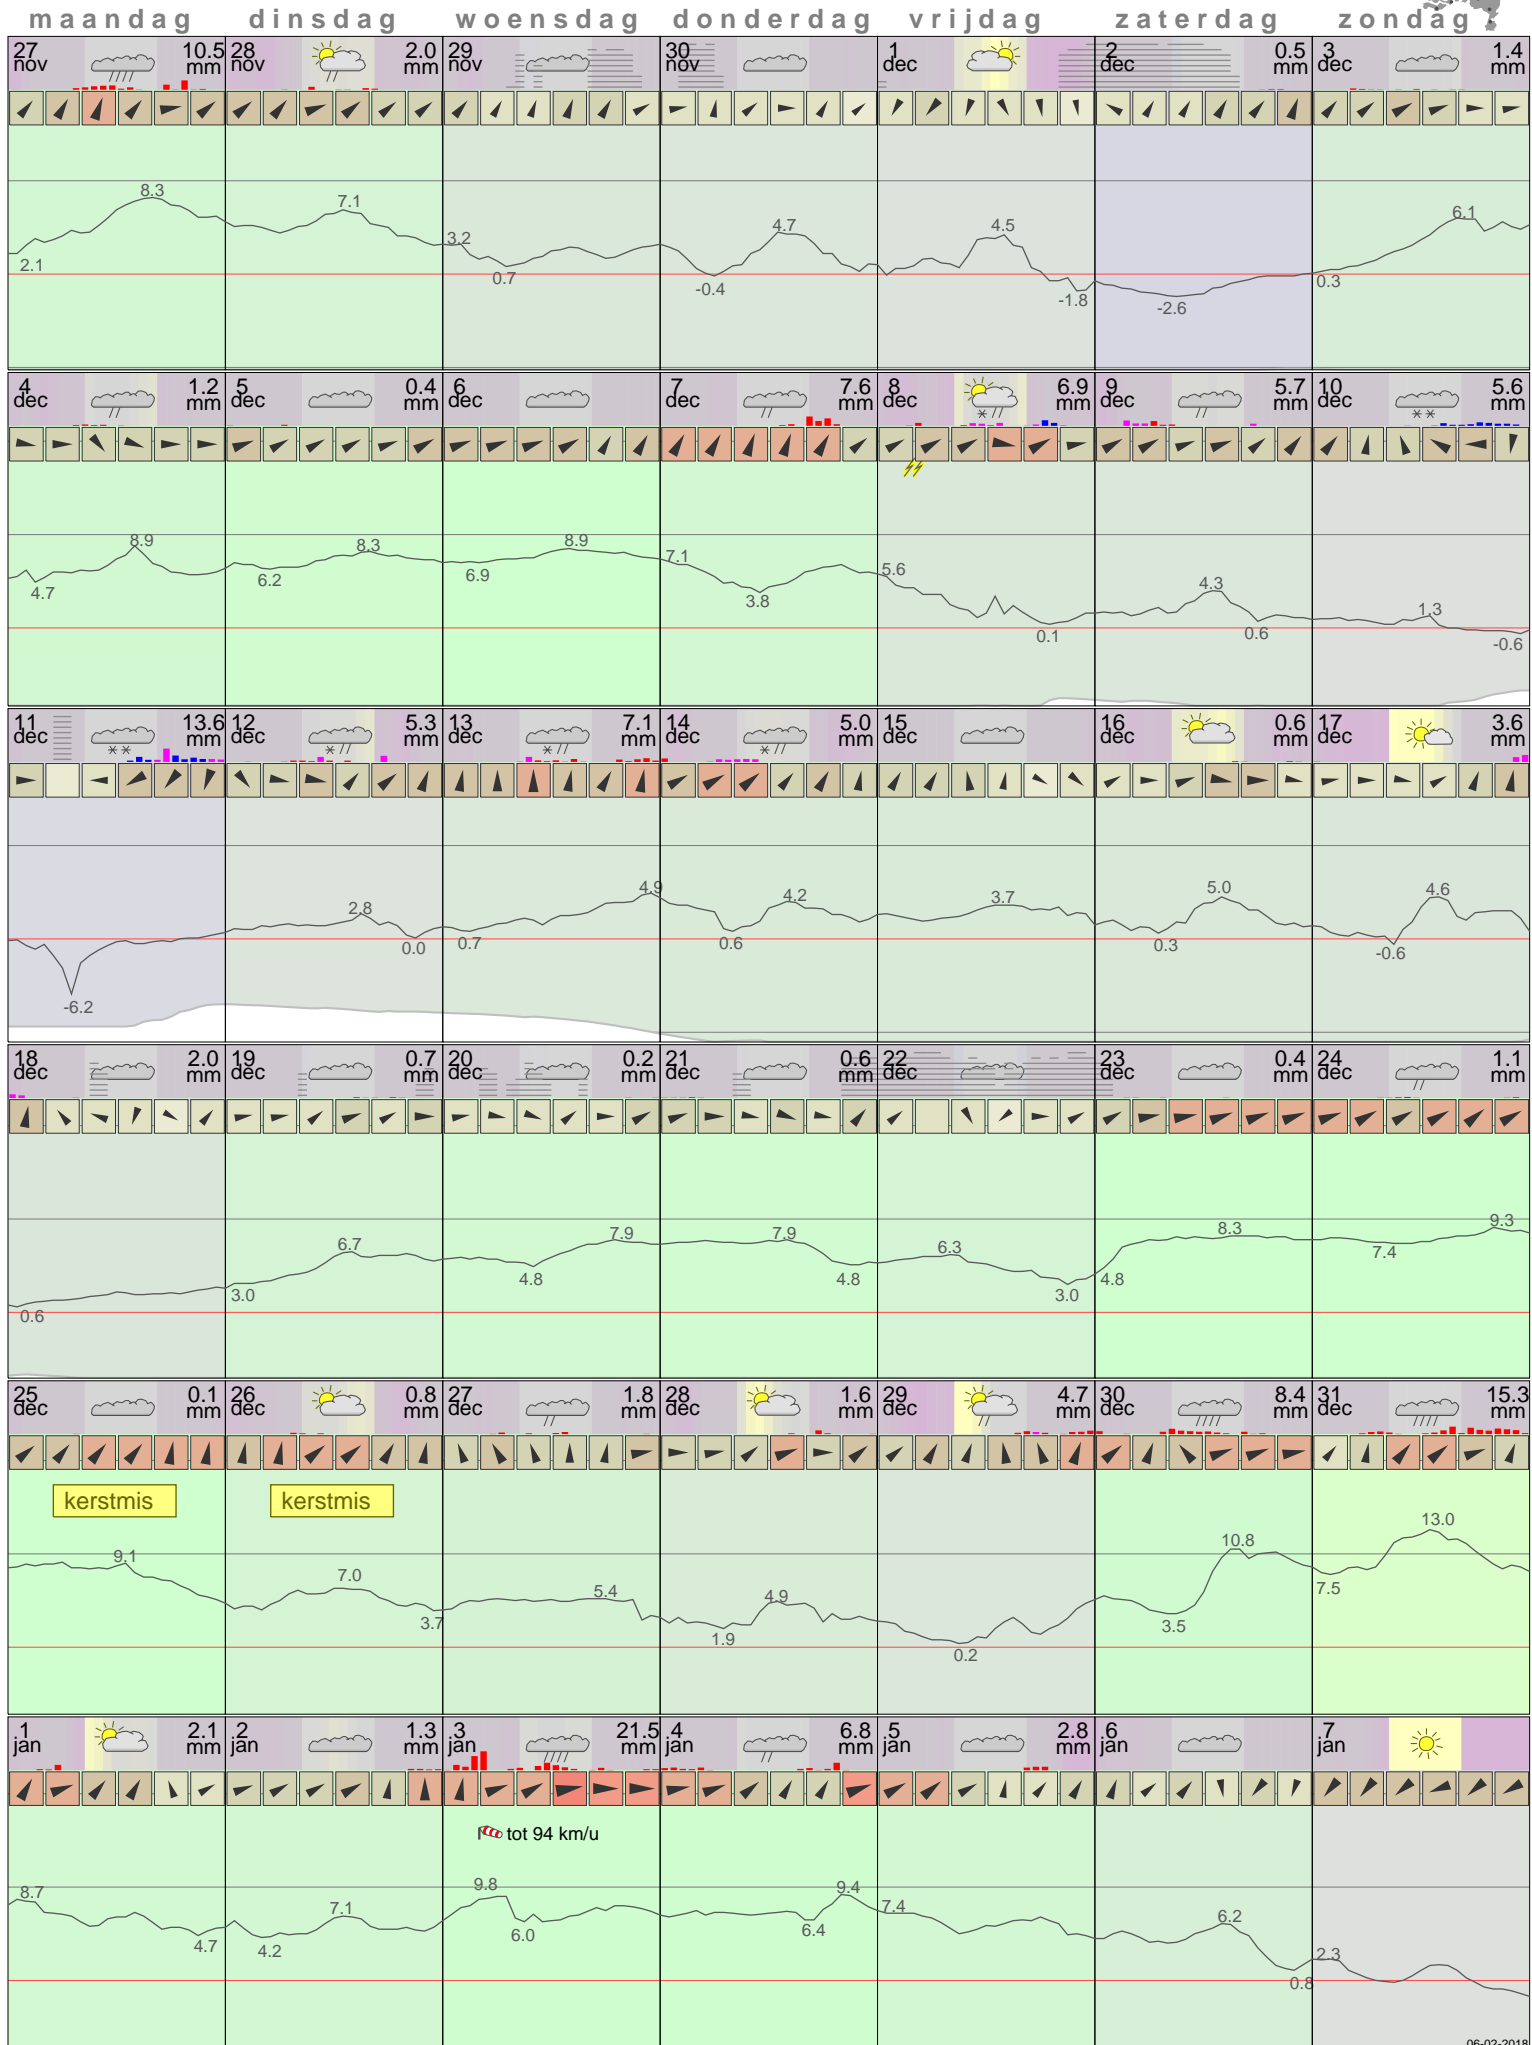 maandag dinsdag woensdag donderdag vrijdag zaterdag zondag
27 nov 10.5 mm 28 nov 2.0 mm 29 nov 30 nov 1 dec 2 dec 0.5 mm 3 dec 1.4 mm
8.3 7.1 3.2 4.7 4.5 6.1
2.1 0.7 -0.4 -1.8 -2.6 0.3
4 dec 1.2 mm 5 dec 0.4 mm 6 dec 7 dec 7.6 mm 8 dec 6.9 mm 9 dec 5.7 mm 10 dec 5.6 mm
8.9 8.3 8.9 7.1 5.6 4.3 1.3
4.7 6.2 6.9 3.8 0.1 0.6 -0.6
11 dec 13.6 mm 12 dec 5.3 mm 13 dec 7.1 mm 14 dec 5.0 mm 15 dec 16 dec 0.6 mm 17 dec 3.6 mm
2.8 4.9 4.2 3.7 5.0 4.6
-6.2 0.0 0.7 0.6 0.3 -0.6
18 dec 2.0 mm 19 dec 0.7 mm 20 dec 0.2 mm 21 dec 0.6 mm 22 dec 23 dec 0.4 mm 24 dec 1.1 mm
6.7 7.9 7.9 6.3 8.3 9.3
0.6 3.0 4.8 4.8 3.0 4.8 7.4
25 dec 0.1 mm 26 dec 0.8 mm 27 dec 1.8 mm 28 dec 1.6 mm 29 dec 4.7 mm 30 dec 8.4 mm 31 dec 15.3 mm
kerstmis kerstmis
9.1 7.0 5.4 4.9 10.8 13.0
3.7 1.9 0.2 3.5 7.5
1 jan 2.1 mm 2 jan 1.3 mm 3 jan 21.5 mm 4 jan 6.8 mm 5 jan 2.8 mm 6 jan 7 jan
tot 94 km/u
8.7 7.1 9.8 9.4 7.4 6.2 2.3
4.7 4.2 6.0 6.4 0.8
06-02-2018